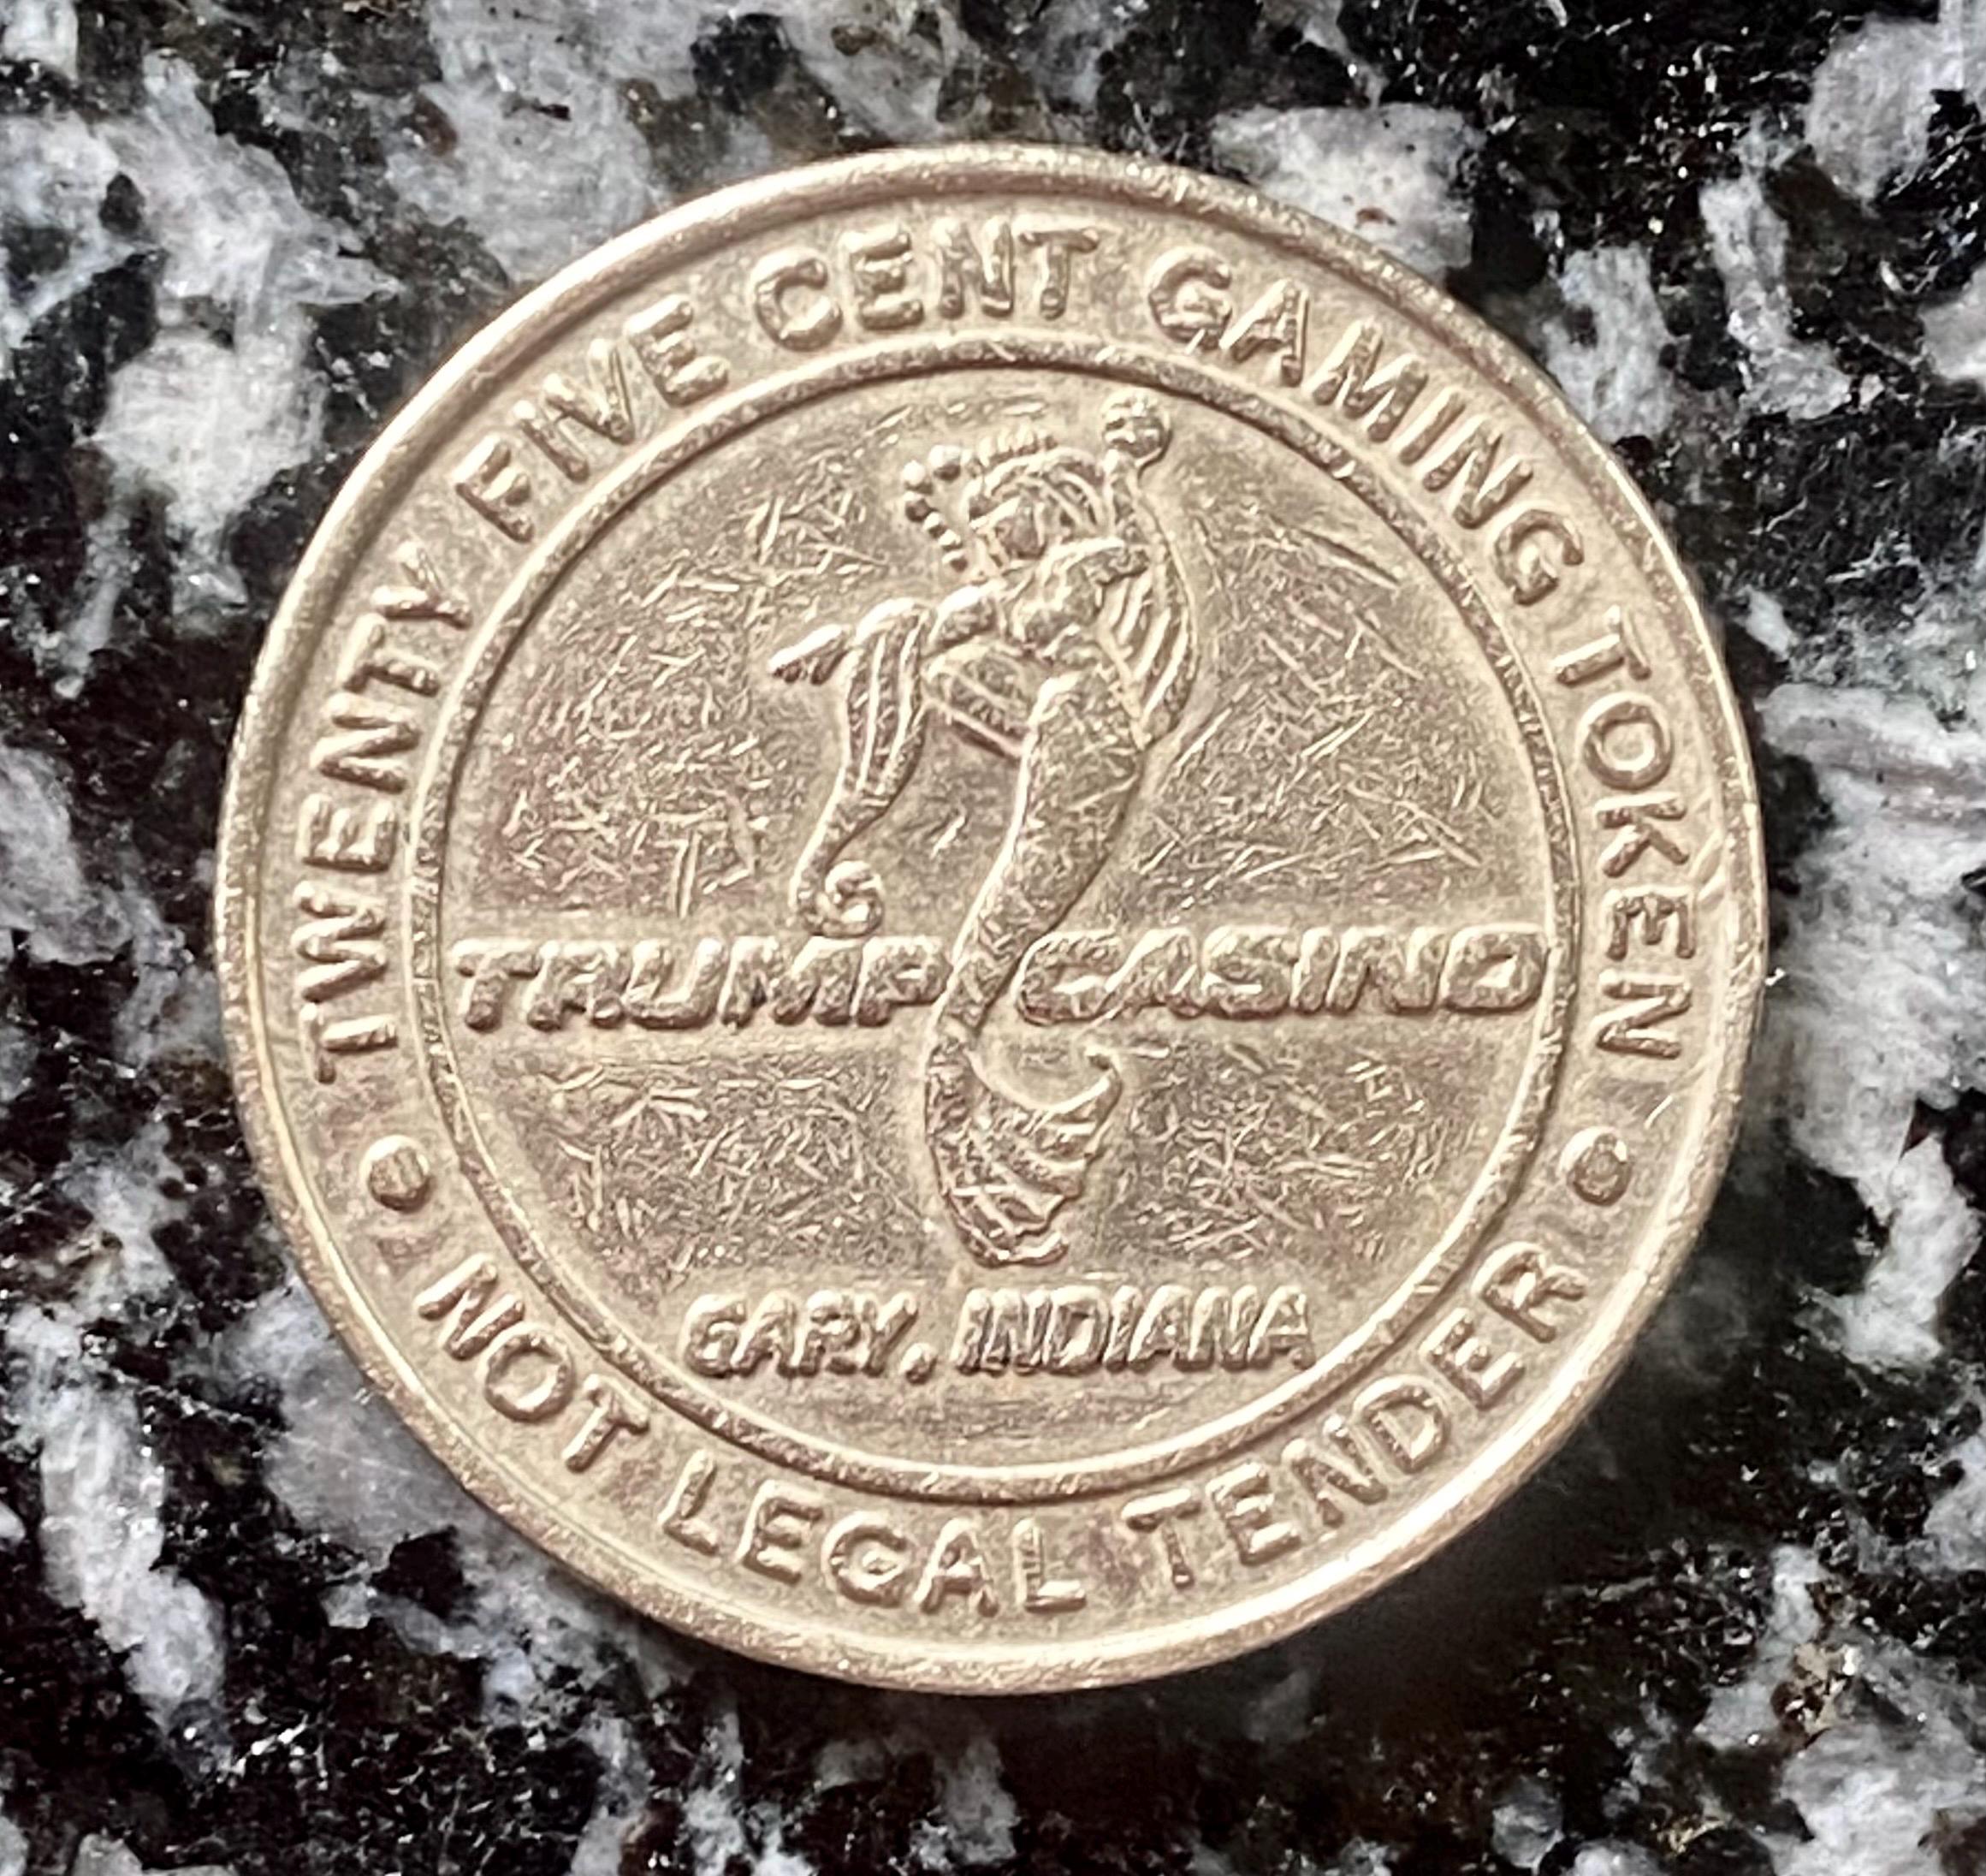 TWENTY FIVE CENT GAMING TOKEN
TRUMP CASINO
GARY, INDIANA
NOT LEGAL TENDER